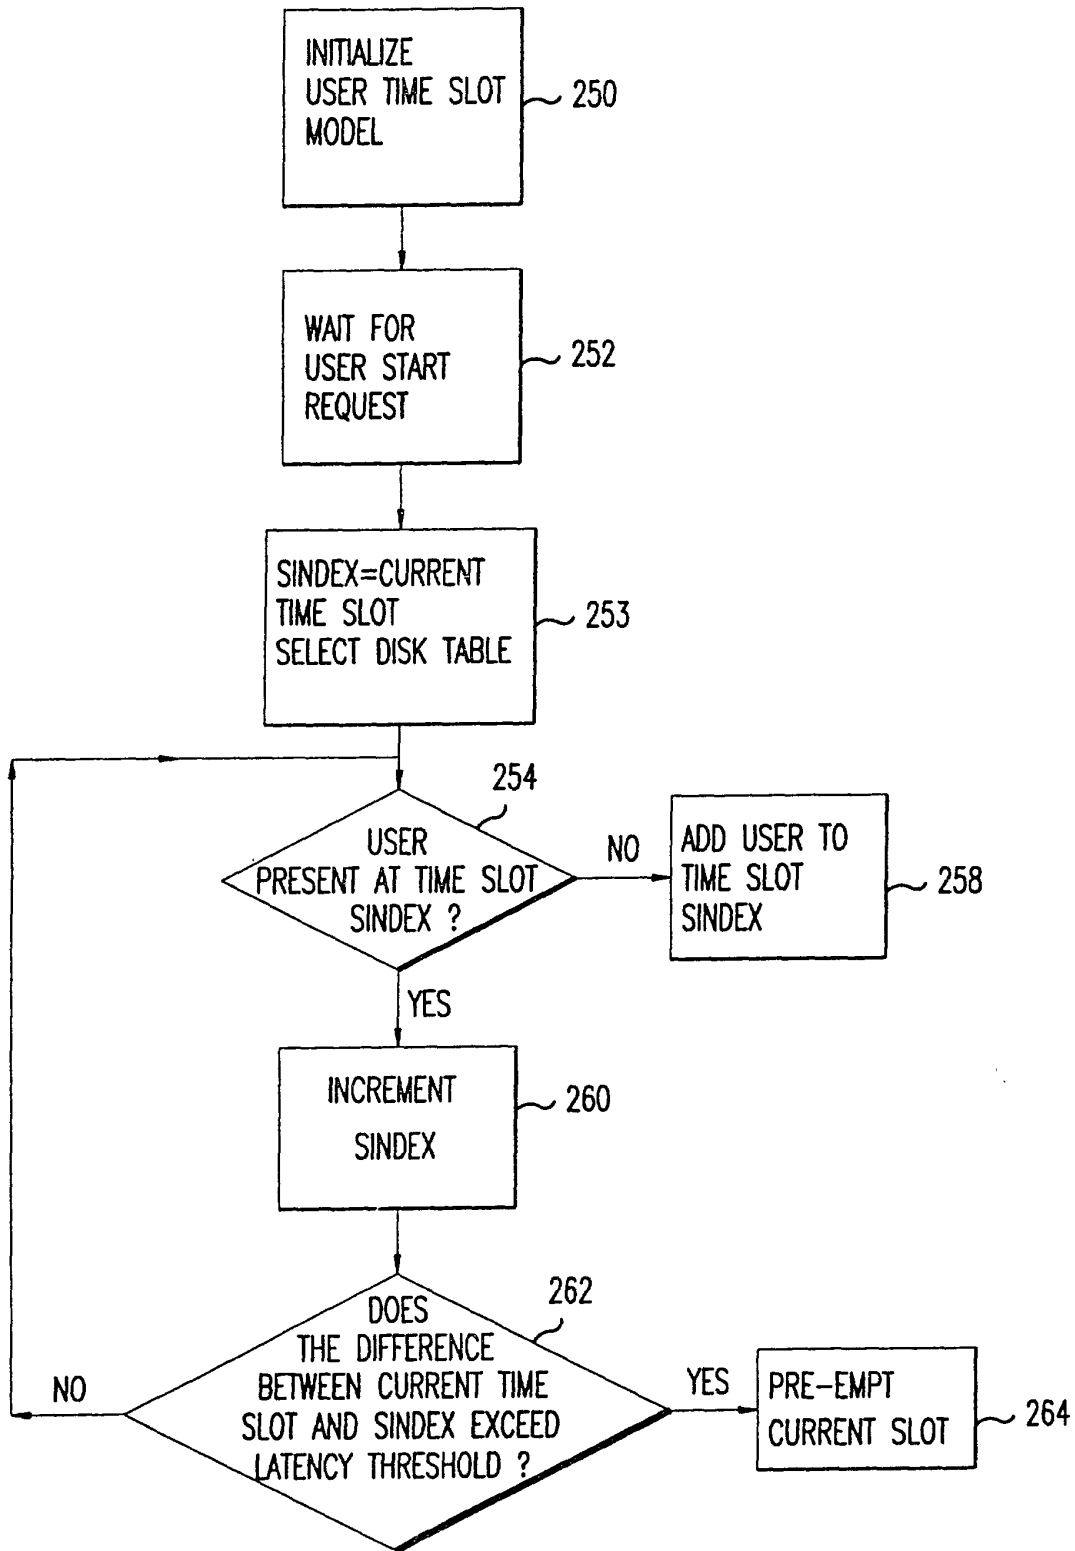 INITIALIZE
USER TIME SLOT
MODEL
250
WAIT FOR
USER START
REQUEST
252
SINDEX=CURRENT
TIME SLOT
SELECT DISK TABLE
253
254
USER
PRESENT AT TIME SLOT
SINDEX ?
NO
ADD USER TO
TIME SLOT
SINDEX
258
YES
INCREMENT
SINDEX
260
262
DOES
THE DIFFERENCE
BETWEEN CURRENT TIME
SLOT AND SINDEX EXCEED
LATENCY THRESHOLD ?
NO
YES
PRE-EMPT
CURRENT SLOT
264